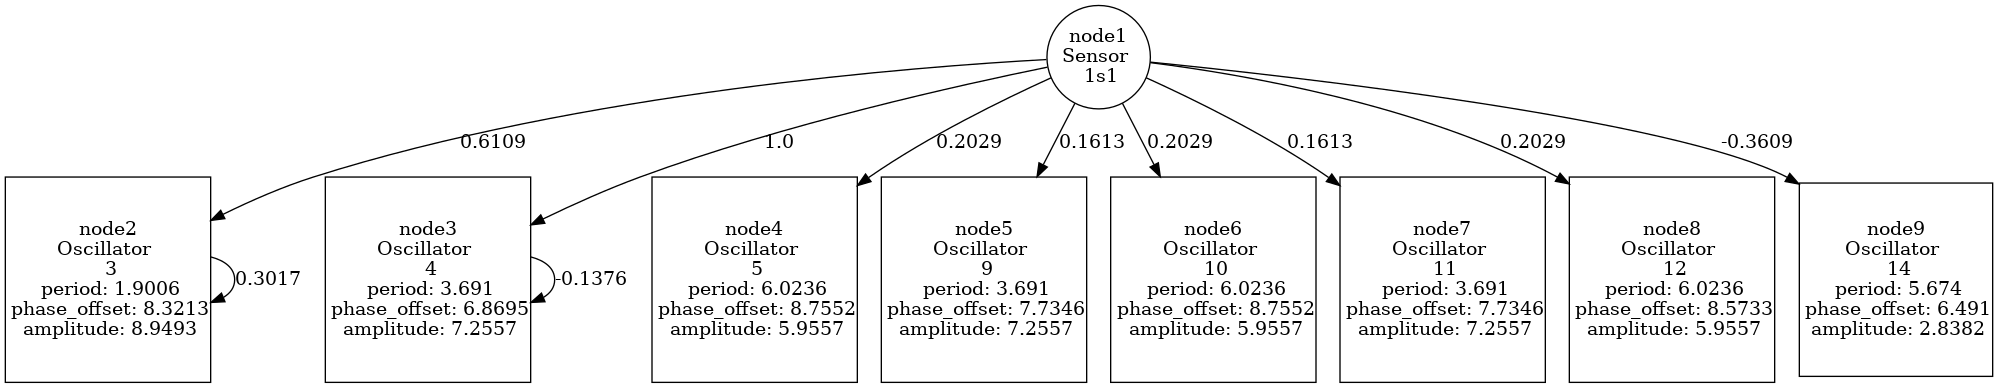 node1
Sensor
1s1
0.6109
1.0
0.2029
0.1613
0.2029
0.1613
0.2029
-0.3609
node2
Oscillator
3
period: 1.9006
phase_offset: 8.3213
amplitude: 8.9493
0.3017
node3
Oscillator
4
period: 3.691
phase_offset: 6.8695
amplitude: 7.2557
-0.1376
node4
Oscillator
5
period: 6.0236
phase_offset: 8.7552
amplitude: 5.9557
node5
Oscillator
9
period: 3.691
phase_offset: 7.7346
amplitude: 7.2557
node6
Oscillator
10
period: 6.0236
phase_offset: 8.7552
amplitude: 5.9557
node7
Oscillator
11
period: 3.691
phase_offset: 7.7346
amplitude: 7.2557
node8
Oscillator
12
period: 6.0236
phase_offset: 8.5733
amplitude: 5.9557
node9
Oscillator
14
period: 5.674
phase_offset: 6.491
amplitude: 2.8382